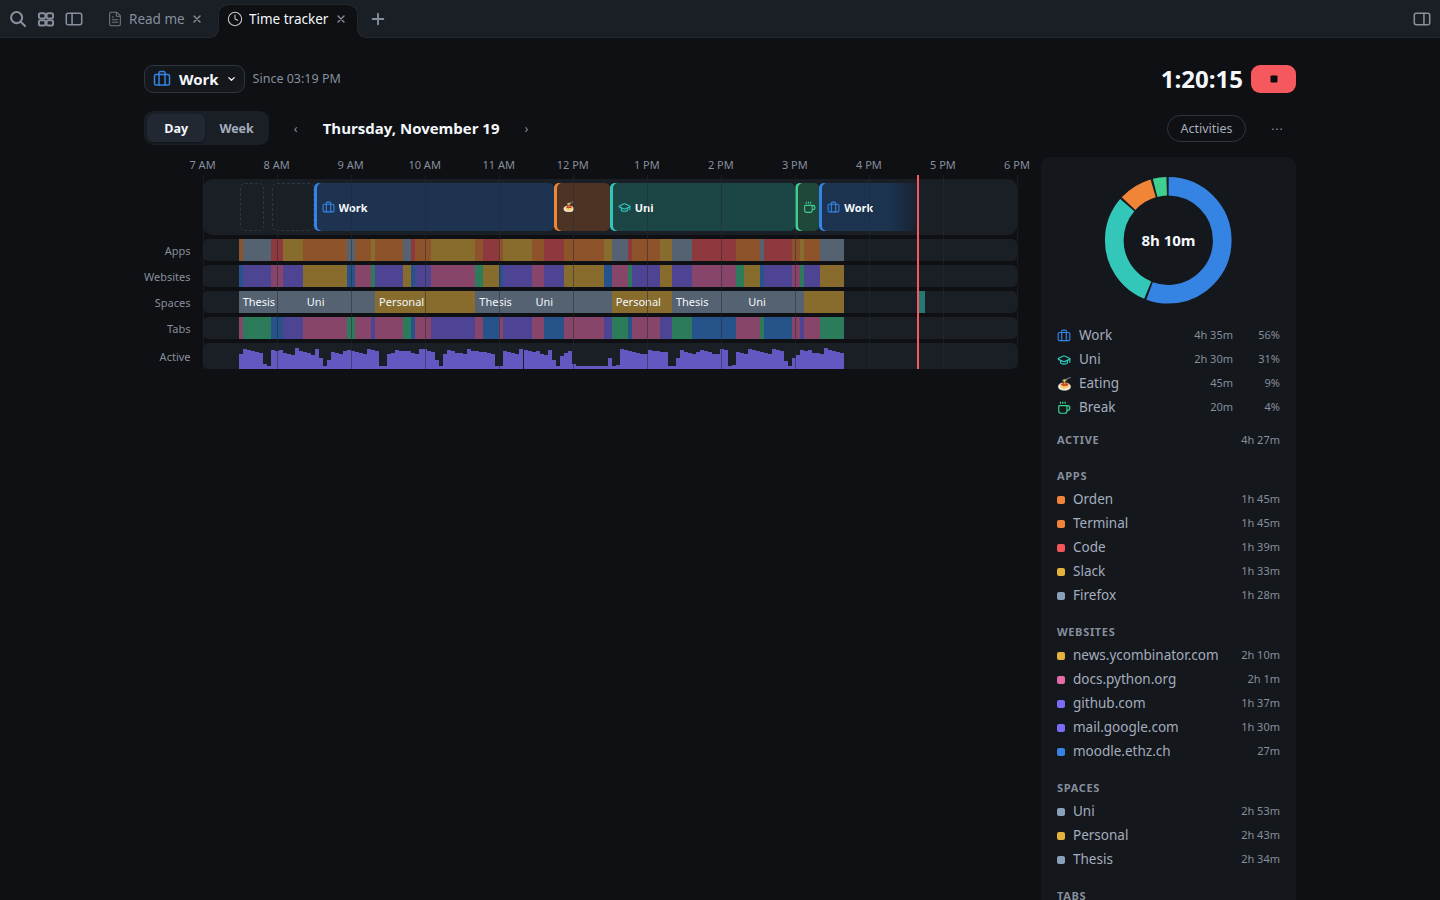 Read me
Time tracker
Work
Since 03:19 PM
1:20:15
Day
Week
Thursday, November 19
Activities
7 AM
8 AM
9 AM
10 AM
11 AM
12 PM
1 PM
2 PM
3 PM
4 PM
5 PM
6 PM
Work
Uni
Work
Apps
Websites
Spaces
Thesis
Uni
Personal
Thesis
Uni
Personal
Thesis
Uni
Tabs
Active
8h 10m
Work 4h 35m 56%
Uni 2h 30m 31%
Eating 45m 9%
Break 20m 4%
ACTIVE 4h 27m
APPS
Orden 1h 45m
Terminal 1h 45m
Code 1h 39m
Slack 1h 33m
Firefox 1h 28m
WEBSITES
news.ycombinator.com 2h 10m
docs.python.org 2h 1m
github.com 1h 37m
mail.google.com 1h 30m
moodle.ethz.ch 27m
SPACES
Uni 2h 53m
Personal 2h 43m
Thesis 2h 34m
TABS